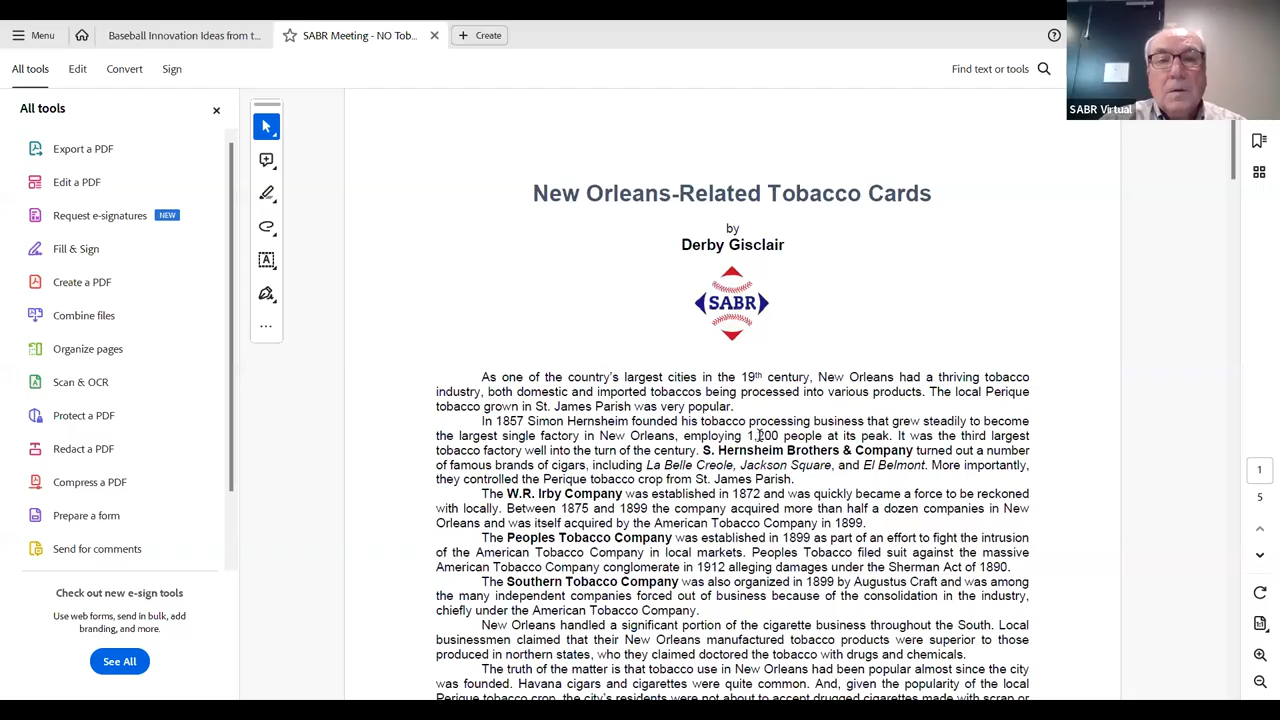 Menu
Baseball Innovation Ideas from t...
SABR Meeting - NO Tob...
Create
All tools
Edit
Convert
Sign
Find text or tools
SABR Virtual
All tools
Export a PDF
Edit a PDF
Request e-signatures NEW
Fill & Sign
Create a PDF
Combine files
Organize pages
Scan & OCR
Protect a PDF
Redact a PDF
Compress a PDF
Prepare a form
Send for comments
Check out new e-sign tools
Use web forms, send in bulk, add
branding, and more.
See All
New Orleans-Related Tobacco Cards
by
Derby Gisclair
SABR
As one of the country's largest cities in the 19th century, New Orleans had a thriving tobacco
industry, both domestic and imported tobaccos being processed into various products. The local Perique
tobacco grown in St. James Parish was very popular.
In 1857 Simon Hernsheim founded his tobacco processing business that grew steadily to become
the largest single factory in New Orleans, employing people at its peak. It was the third largest
tobacco factory well into the turn of the century. S. Hernsheim Brothers & Company turned out a number
of famous brands of cigars, including La Belle Creole, Jackson Square, and El Belmont. More importantly,
they controlled the Perique tobacco crop from St. James Parish.
The W.R. Irby Company was established in 1872 and was quickly became a force to be reckoned
with locally. Between 1875 and 1899 the company acquired more than half a dozen companies in New
Orleans and was itself acquired by the American Tobacco Company in 1899.
The Peoples Tobacco Company was established in 1899 as part of an effort to fight the intrusion
of the American Tobacco Company in local markets. Peoples Tobacco filed suit against the massive
American Tobacco Company conglomerate in 1912 alleging damages under the Sherman Act of 1890.
The Southern Tobacco Company was also organized in 1899 by Augustus Craft and was among
the many independent companies forced out of business because of the consolidation in the industry,
chiefly under the American Tobacco Company.
New Orleans handled a significant portion of the cigarette business throughout the South. Local
businessmen claimed that their New Orleans manufactured tobacco products were superior to those
produced in northern states, who they claimed doctored the tobacco with drugs and chemicals.
The truth of the matter is that tobacco use in New Orleans had been popular almost since the city
was founded. Havana cigars and cigarettes were quite common. And, given the popularity of the local
Perique tobacco crop, the city's residents were not about to accept drugged cigarettes made with scrap or
1
5